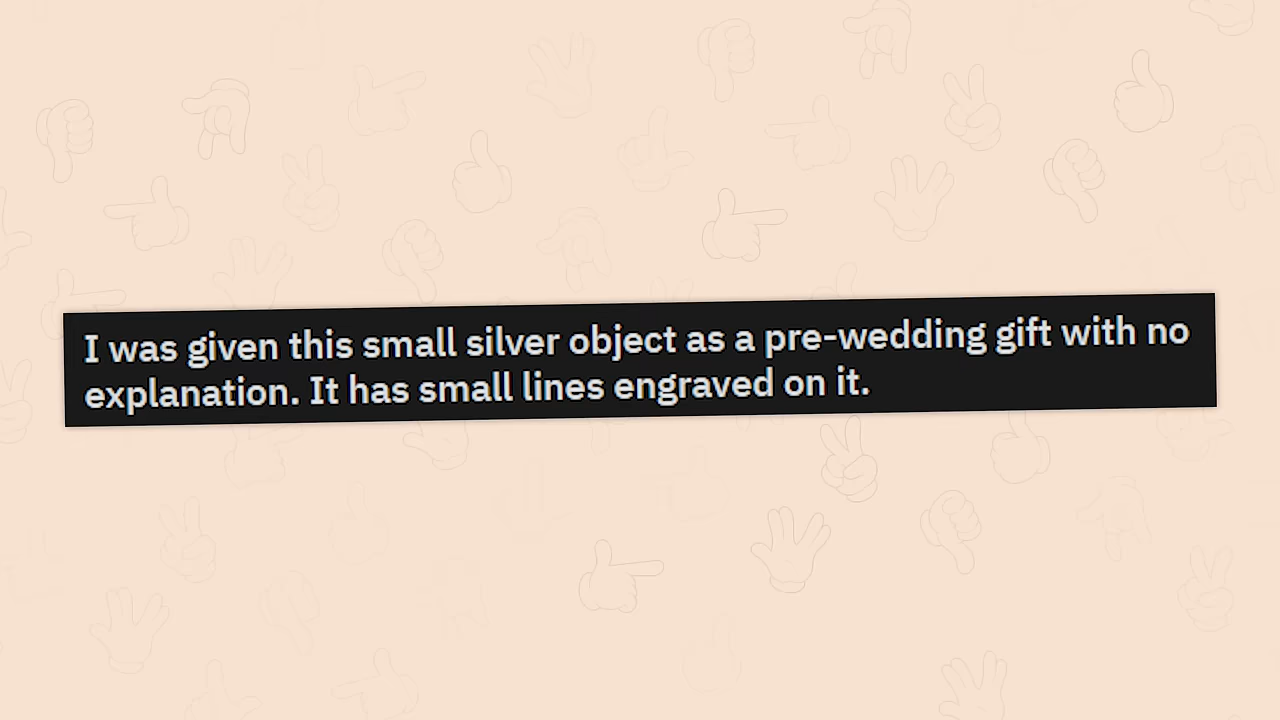 I was given this small silver object as a pre-wedding gift with no
explanation. It has small lines engraved on it.